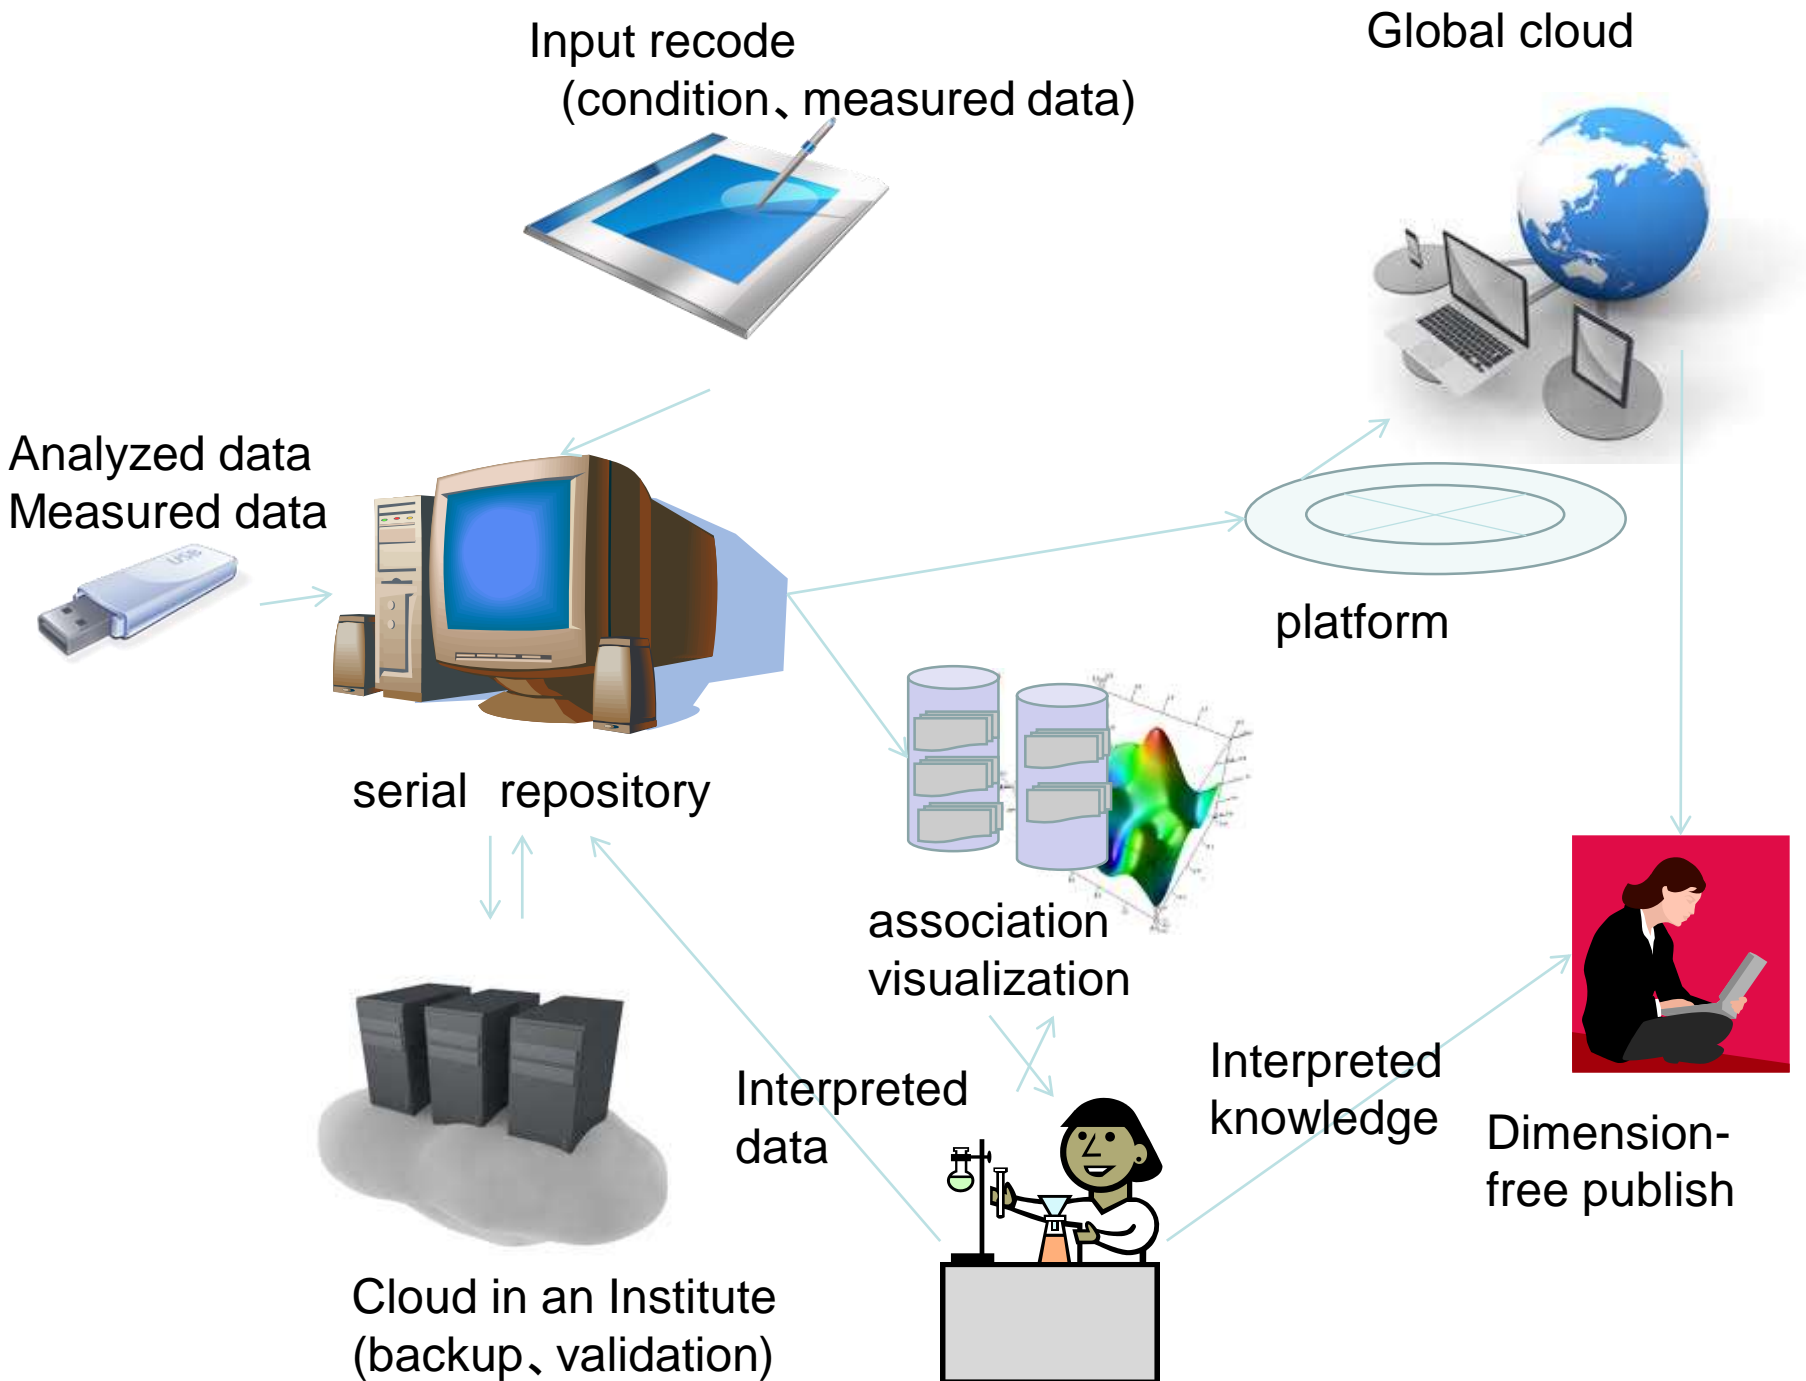 Input recode
(condition、measured data)
Global cloud
Analyzed data
Measured data
USB
platform
serial repository
association
visualization
Interpreted
data
Interpreted
knowledge
Dimension-
free publish
Cloud in an Institute
(backup、validation)